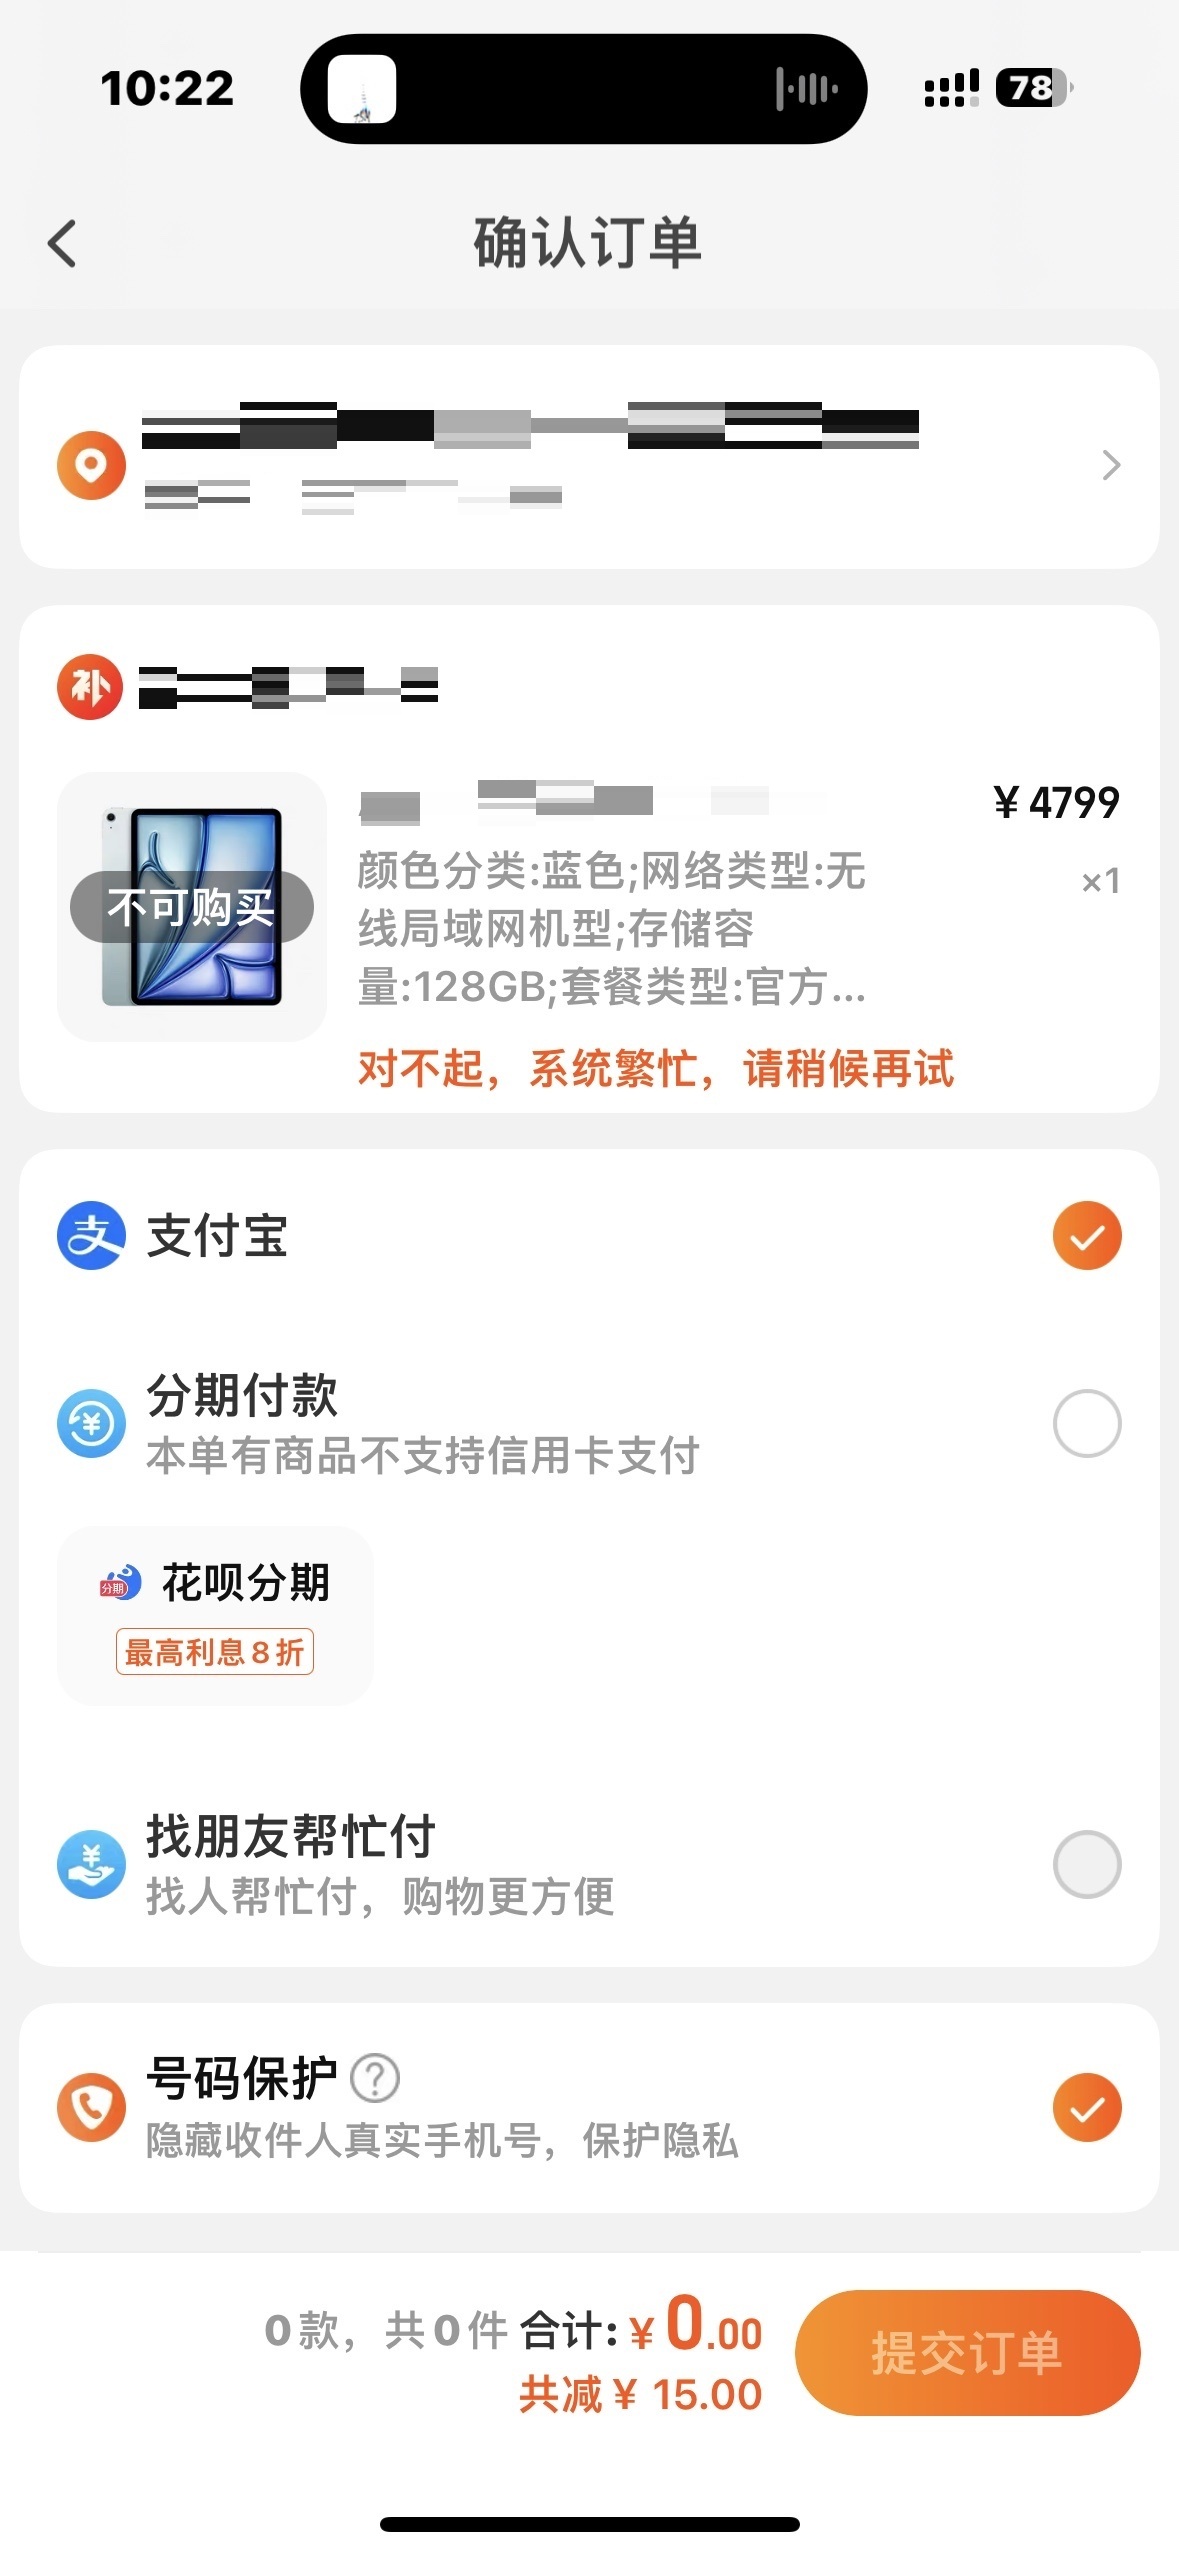 10:22
78
确认订单
补
¥4799
颜色分类:蓝色;网络类型:无
×1
线局域网机型;存储容
量:128GB;套餐类型:官方...
不可购买
对不起，系统繁忙，请稍候再试
支 支付宝
分期付款
本单有商品不支持信用卡支付
分期 花呗分期
最高利息8折
找朋友帮忙付
找人帮忙付，购物更方便
号码保护 ?
隐藏收件人真实手机号，保护隐私
0款，共0件 合计:¥0.00
共减¥ 15.00
提交订单